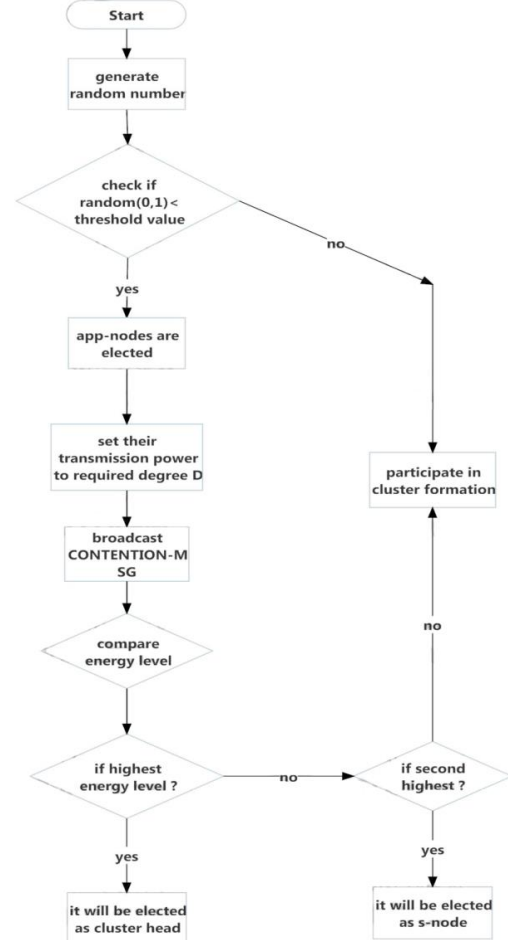 Start
generate
random number
check if
random(0,1)<
threshold value
no
yes
app-nodes are
elected
set their
transmission power
to required degree D
participate in
cluster formation
broadcast
CONTENTION-M
SG
no
compare
energy level
if highest
energy level ?
no
if second
highest ?
yes
yes
it will be elected
as cluster head
it will be elected
as s-node